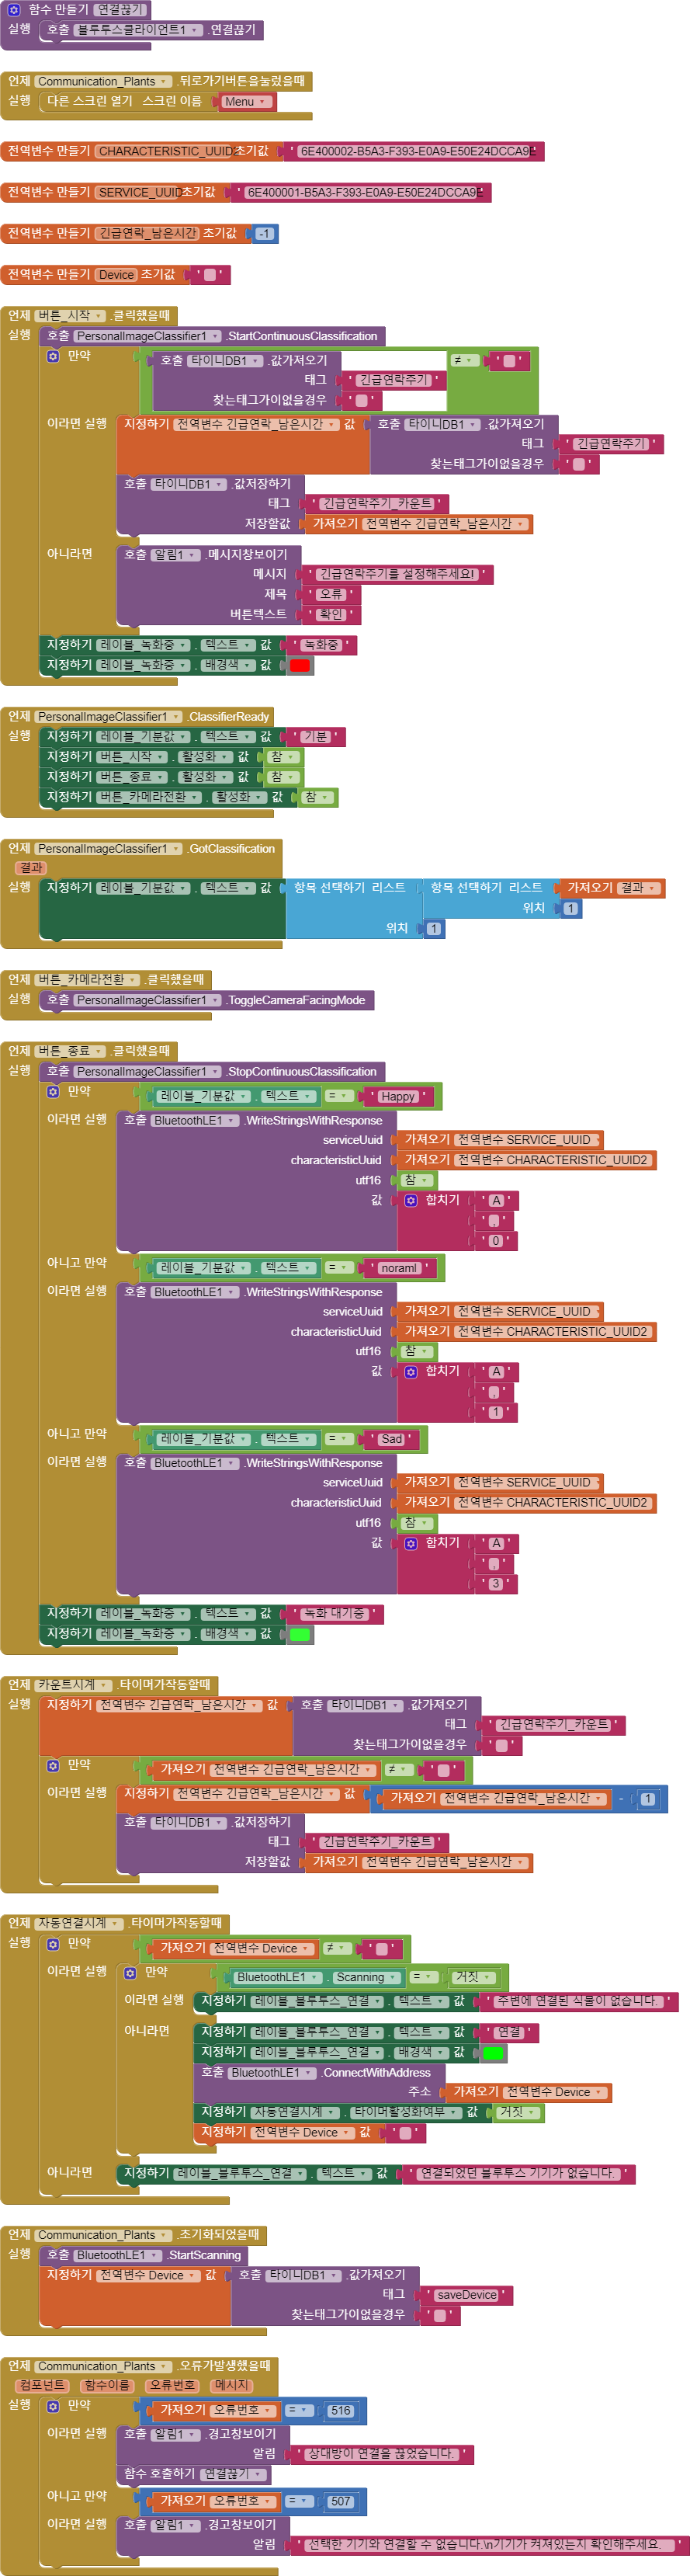 함수 만들기 연결끊기
실행 호출 블루투스클라이언트1 .연결끊기
언제 Communication_Plants .뒤로가기버튼을눌렀을때
실행 다른 스크린 열기 스크린 이름 Menu
전역변수 만들기 CHARACTERISTIC_UUID2 초기값 " 6E400002-B5A3-F393-E0A9-E50E24DCCA9E "
전역변수 만들기 SERVICE_UUID 초기값 " 6E400001-B5A3-F393-E0A9-E50E24DCCA9E "
전역변수 만들기 긴급연락_남은시간 초기값 -1
전역변수 만들기 Device 초기값 " "
언제 버튼_시작 .클릭했을때
실행 호출 PersonalImageClassifier1 .StartContinuousClassification
만약 호출 타이니DB1 .값가져오기 ≠ " "
태그 " 긴급연락주기 "
찾는태그가이없을경우 " "
이라면 실행 지정하기 전역변수 긴급연락_남은시간 값 호출 타이니DB1 .값가져오기
태그 " 긴급연락주기 "
찾는태그가이없을경우 " "
호출 타이니DB1 .값저장하기
태그 " 긴급연락주기_카운트 "
저장할값 가져오기 전역변수 긴급연락_남은시간
아니라면 호출 알림1 .메시지창보이기
메시지 " 긴급연락주기를 설정해주세요! "
제목 " 오류 "
버튼텍스트 " 확인 "
지정하기 레이블_녹화중 . 텍스트 값 " 녹화중 "
지정하기 레이블_녹화중 . 배경색 값
언제 PersonalImageClassifier1 .ClassifierReady
실행 지정하기 레이블_기분값 . 텍스트 값 " 기분 "
지정하기 버튼_시작 . 활성화 값 참
지정하기 버튼_종료 . 활성화 값 참
지정하기 버튼_카메라전환 . 활성화 값 참
언제 PersonalImageClassifier1 .GotClassification
결과
실행 지정하기 레이블_기분값 . 텍스트 값 항목 선택하기 리스트 항목 선택하기 리스트 가져오기 결과
위치 1
위치 1
언제 버튼_카메라전환 .클릭했을때
실행 호출 PersonalImageClassifier1 .ToggleCameraFacingMode
언제 버튼_종료 .클릭했을때
실행 호출 PersonalImageClassifier1 .StopContinuousClassification
만약 레이블_기분값 . 텍스트 = " Happy "
이라면 실행 호출 BluetoothLE1 .WriteStringsWithResponse
serviceUuid 가져오기 전역변수 SERVICE_UUID
characteristicUuid 가져오기 전역변수 CHARACTERISTIC_UUID2
utf16 참
값 합치기 " A "
" , "
" 0 "
아니고 만약 레이블_기분값 . 텍스트 = " noraml "
이라면 실행 호출 BluetoothLE1 .WriteStringsWithResponse
serviceUuid 가져오기 전역변수 SERVICE_UUID
characteristicUuid 가져오기 전역변수 CHARACTERISTIC_UUID2
utf16 참
값 합치기 " A "
" , "
" 1 "
아니고 만약 레이블_기분값 . 텍스트 = " Sad "
이라면 실행 호출 BluetoothLE1 .WriteStringsWithResponse
serviceUuid 가져오기 전역변수 SERVICE_UUID
characteristicUuid 가져오기 전역변수 CHARACTERISTIC_UUID2
utf16 참
값 합치기 " A "
" , "
" 3 "
지정하기 레이블_녹화중 . 텍스트 값 " 녹화 대기중 "
지정하기 레이블_녹화중 . 배경색 값
언제 카운트시계 .타이머가작동할때
실행 지정하기 전역변수 긴급연락_남은시간 값 호출 타이니DB1 .값가져오기
태그 " 긴급연락주기_카운트 "
찾는태그가이없을경우 " "
만약 가져오기 전역변수 긴급연락_남은시간 ≠ " "
이라면 실행 지정하기 전역변수 긴급연락_남은시간 값 가져오기 전역변수 긴급연락_남은시간 - 1
호출 타이니DB1 .값저장하기
태그 " 긴급연락주기_카운트 "
저장할값 가져오기 전역변수 긴급연락_남은시간
언제 자동연결시계 .타이머가작동할때
실행 만약 가져오기 전역변수 Device ≠ " "
이라면 실행 만약 BluetoothLE1 . Scanning = 거짓
이라면 실행 지정하기 레이블_블루투스_연결 . 텍스트 값 " 주변에 연결된 식물이 없습니다. "
아니라면 지정하기 레이블_블루투스_연결 . 텍스트 값 " 연결 "
지정하기 레이블_블루투스_연결 . 배경색 값
호출 BluetoothLE1 .ConnectWithAddress
주소 가져오기 전역변수 Device
지정하기 자동연결시계 . 타이머활성화여부 값 거짓
지정하기 전역변수 Device 값 " "
아니라면 지정하기 레이블_블루투스_연결 . 텍스트 값 " 연결되었던 블루투스 기기가 없습니다. "
언제 Communication_Plants .초기화되었을때
실행 호출 BluetoothLE1 .StartScanning
지정하기 전역변수 Device 값 호출 타이니DB1 .값가져오기
태그 " saveDevice "
찾는태그가이없을경우 " "
언제 Communication_Plants .오류가발생했을때
컴포넌트 함수이름 오류번호 메시지
실행 만약 가져오기 오류번호 = 516
이라면 실행 호출 알림1 .경고창보이기
알림 " 상대방이 연결을 끊었습니다. "
함수 호출하기 연결끊기
아니고 만약 가져오기 오류번호 = 507
이라면 실행 호출 알림1 .경고창보이기
알림 " 선택한 기기와 연결할 수 없습니다.\n기기가 켜져있는지 확인해주세요. "